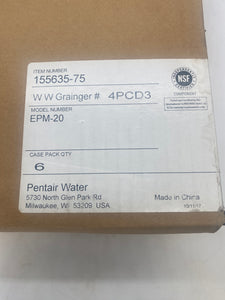 ITEM NUMBER
155635-75
W W Grainger # 4PCD3
MODEL NUMBER
EPM-20
CASE PACK QTY
6
Pentair Water
5730 North Glen Park Rd
Milwaukee, WI 53209 USA
NSF
COMPONENT
Made in China